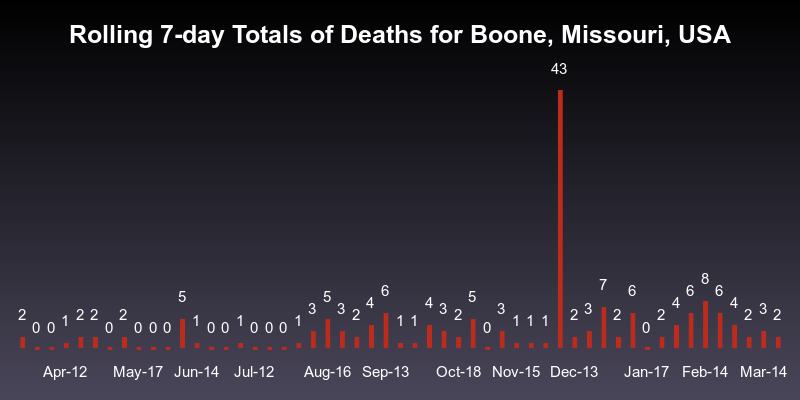 Rolling 7-day Totals of Deaths for Boone, Missouri, USA
43
2 0 0 1 2 2 0 2 0 0 0 5 1 0 0 1 0 0 0 1 3 5 3 2 4 6 1 1 4 3 2 5 0 3 1 1 1 2 3 7 2 6 0 2 4 6 8 6 4 2 3 2
Apr-12 May-17 Jun-14 Jul-12 Aug-16 Sep-13 Oct-18 Nov-15 Dec-13 Jan-17 Feb-14 Mar-14